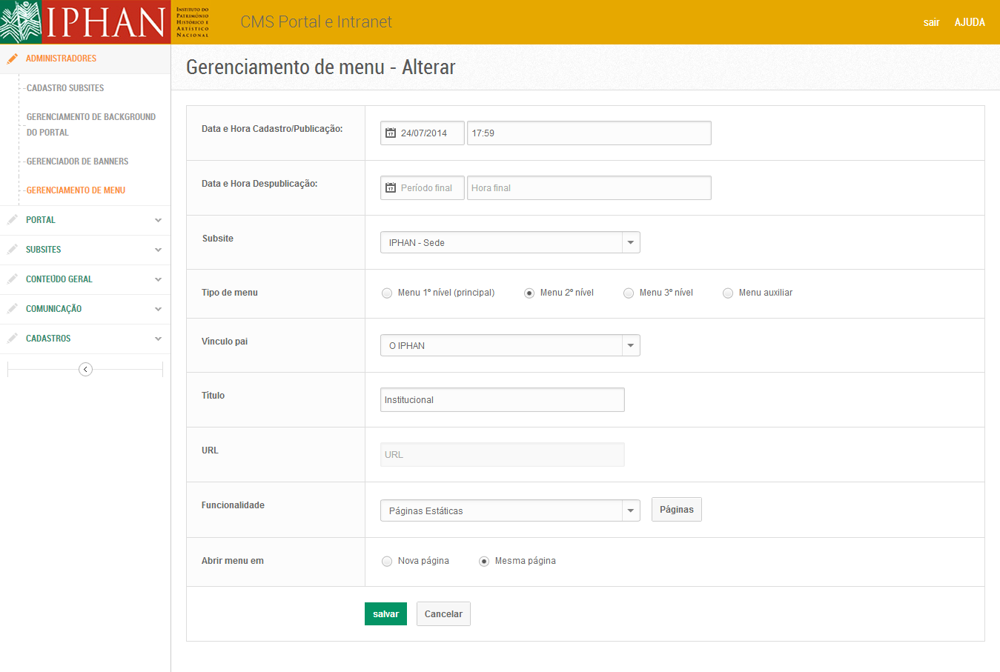 IPHAN
INSTITUTO DO
PATRIMÔNIO
HISTÓRICO E
ARTÍSTICO
NACIONAL
CMS Portal e Intranet
sair AJUDA
ADMINISTRADORES
CADASTRO SUBSITES
GERENCIAMENTO DE BACKGROUND
DO PORTAL
GERENCIADOR DE BANNERS
GERENCIAMENTO DE MENU
PORTAL
SUBSITES
CONTEÚDO GERAL
COMUNICAÇÃO
CADASTROS
Gerenciamento de menu - Alterar
Data e Hora Cadastro/Publicação: 17 24/07/2014 17:59
Data e Hora Despublicação: 17 Período final Hora final
Subsite IPHAN - Sede
Tipo de menu Menu 1º nível (principal) Menu 2º nível Menu 3º nível Menu auxiliar
Vínculo pai O IPHAN
Título Institucional
URL URL
Funcionalidade Páginas Estáticas Páginas
Abrir menu em Nova página Mesma página
salvar Cancelar